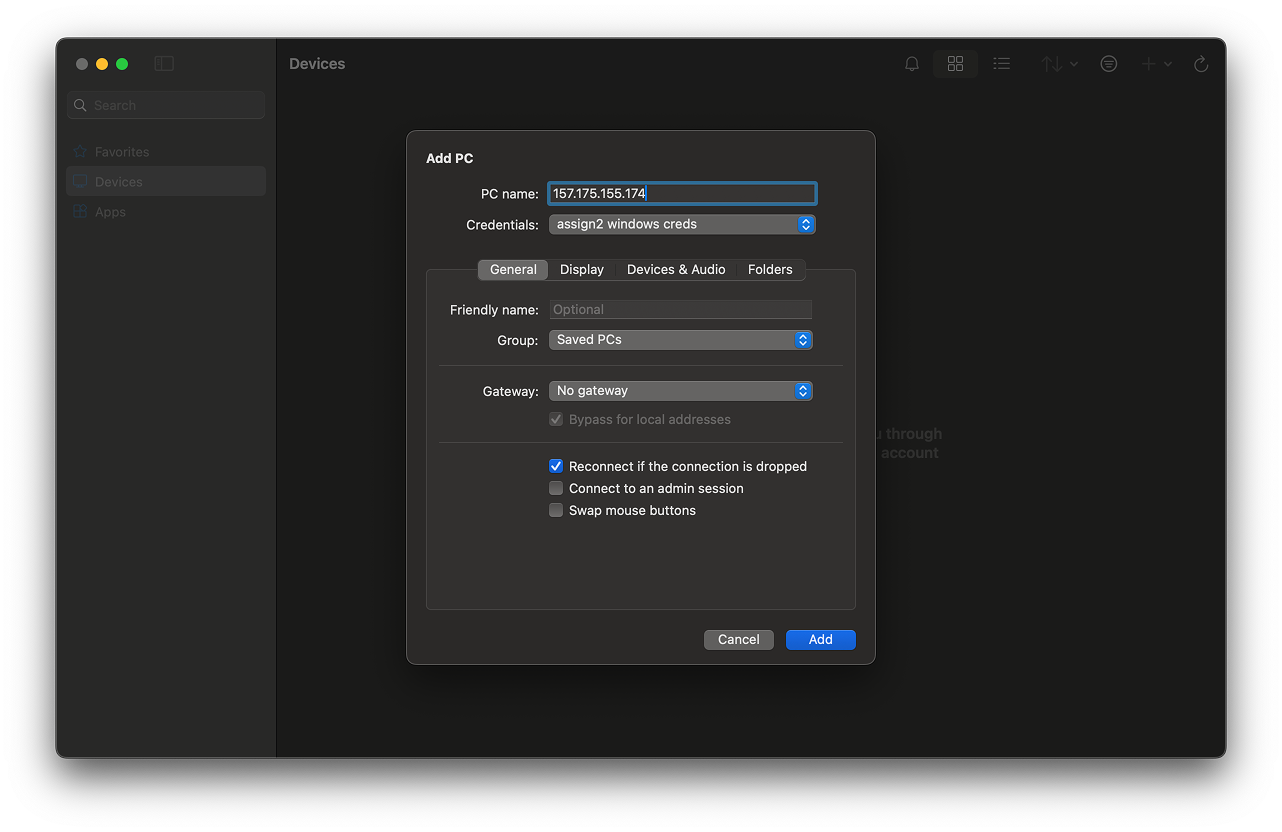 Devices
Search
Favorites
Devices
Apps
Add PC
PC name: 157.175.155.174
Credentials: assign2 windows creds
General Display Devices & Audio Folders
Friendly name: Optional
Group: Saved PCs
Gateway: No gateway
Bypass for local addresses
through
account
Reconnect if the connection is dropped
Connect to an admin session
Swap mouse buttons
Cancel Add